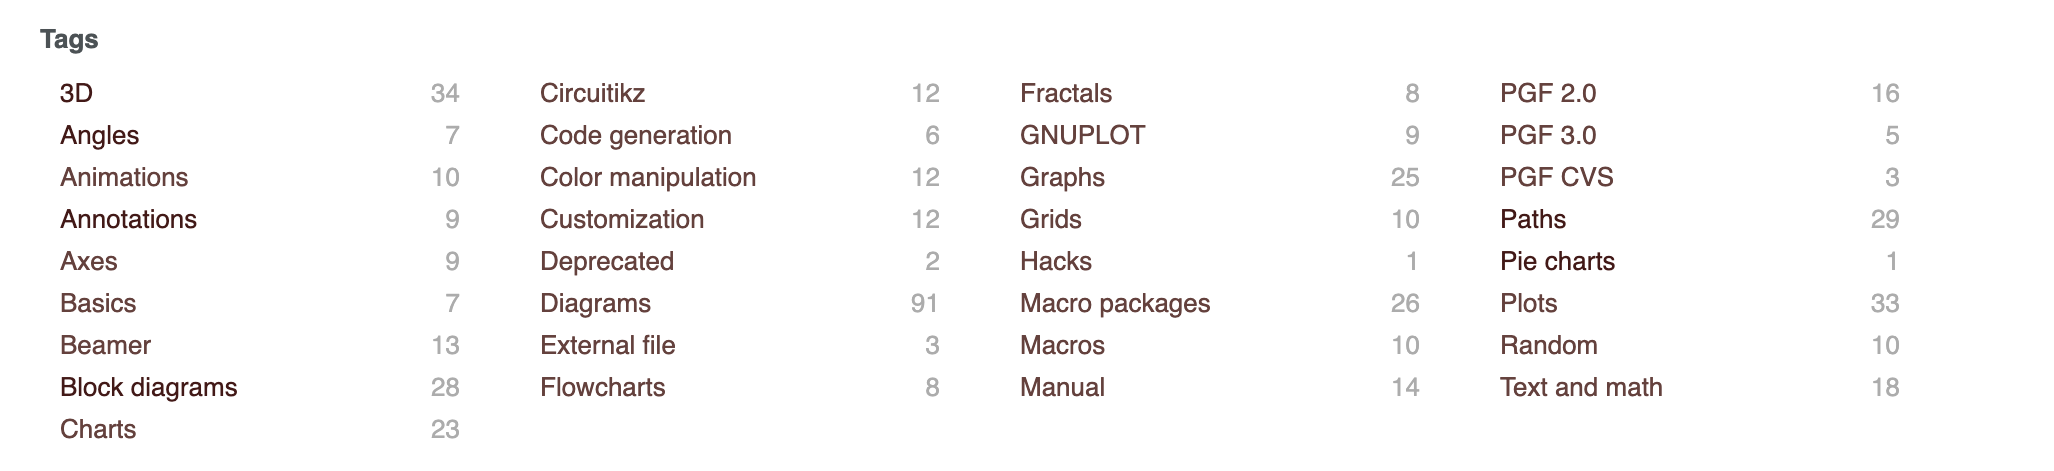 Tags
3D 34
Angles 7
Animations 10
Annotations 9
Axes 9
Basics 7
Beamer 13
Block diagrams 28
Charts 23
Circuitikz 12
Code generation 6
Color manipulation 12
Customization 12
Deprecated 2
Diagrams 91
External file 3
Flowcharts 8
Fractals 8
GNUPLOT 9
Graphs 25
Grids 10
Hacks 1
Macro packages 26
Macros 10
Manual 14
PGF 2.0 16
PGF 3.0 5
PGF CVS 3
Paths 29
Pie charts 1
Plots 33
Random 10
Text and math 18